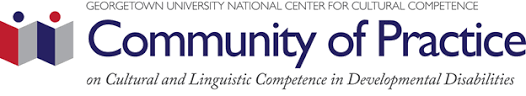 GEORGETOWN UNIVERSITY NATIONAL CENTER FOR CULTURAL COMPETENCE
Community of Practice
on Cultural and Linguistic Competence in Developmental Disabilities